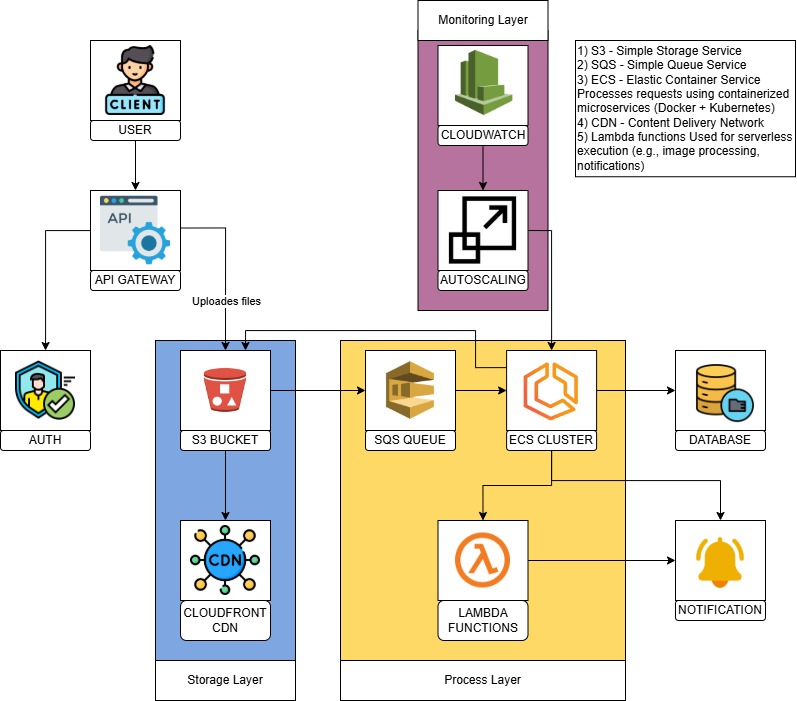 Monitoring Layer
CLIENT
USER
CLOUDWATCH
1) S3 - Simple Storage Service
2) SQS - Simple Queue Service
3) ECS - Elastic Container Service
Processes requests using containerized
microservices (Docker + Kubernetes)
4) CDN - Content Delivery Network
5) Lambda functions Used for serverless
execution (e.g., image processing,
notifications)
API
API GATEWAY
AUTOSCALING
Uploades files
AUTH
S3 BUCKET
SQS QUEUE
ECS CLUSTER
DATABASE
CDN
CLOUDFRONT
CDN
λ
LAMBDA
FUNCTIONS
NOTIFICATION
Storage Layer
Process Layer